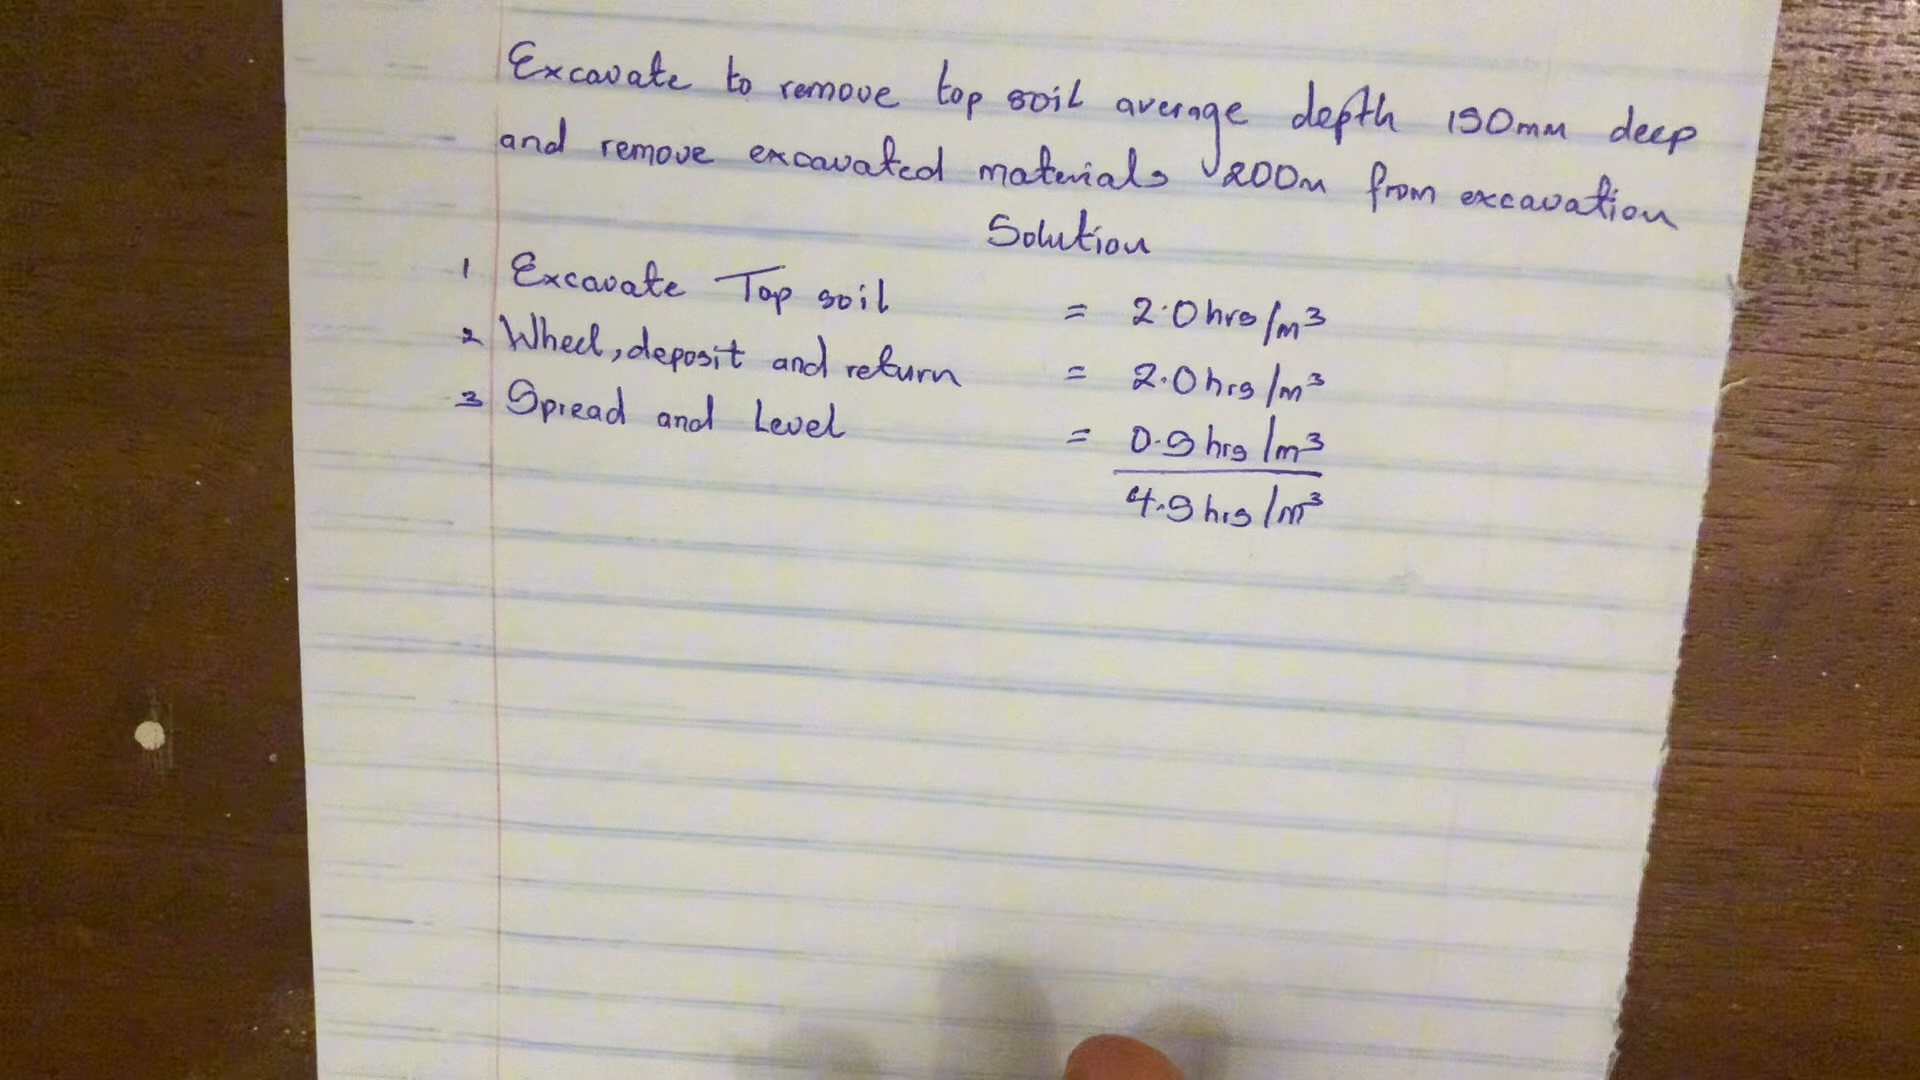 Excavate to remove top soil average depth 150mm deep
and remove excavated materials 200m from excavation
Solution
1 Excavate Top soil = 2.0hrs/m³
2 Wheel, deposit and return = 2.0hrs/m³
3 Spread and Level = 0.5hrs/m³
4.5hrs/m³